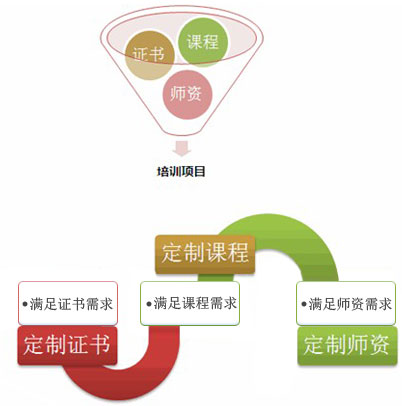 证书
课程
师资
培训项目
定制课程
•满足证书需求
•满足课程需求
•满足师资需求
定制证书
定制师资